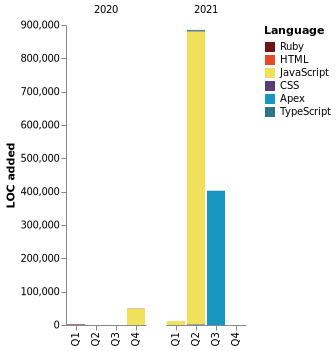 2020 2021
Language
Ruby
HTML
JavaScript
CSS
Apex
TypeScript
LOC added
900,000
800,000
700,000
600,000
500,000
400,000
300,000
200,000
100,000
0
Q1 Q2 Q3 Q4 Q1 Q2 Q3 Q4